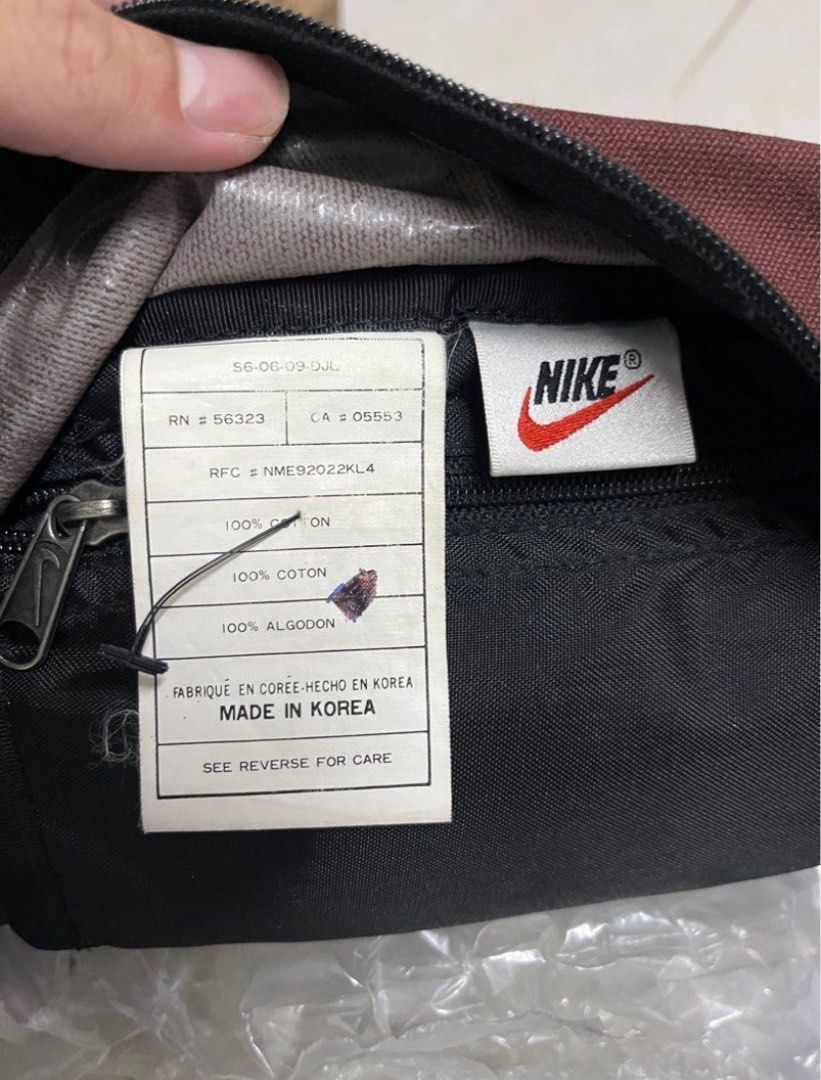 S6-06-09-DJL
RN # 56323
CA # 05553
RFC # NME92022KL4
100% COTTON
100% COTON
100% ALGODON
FABRIQUÉ EN CORÉE-HECHO EN KOREA
MADE IN KOREA
SEE REVERSE FOR CARE
NIKE®